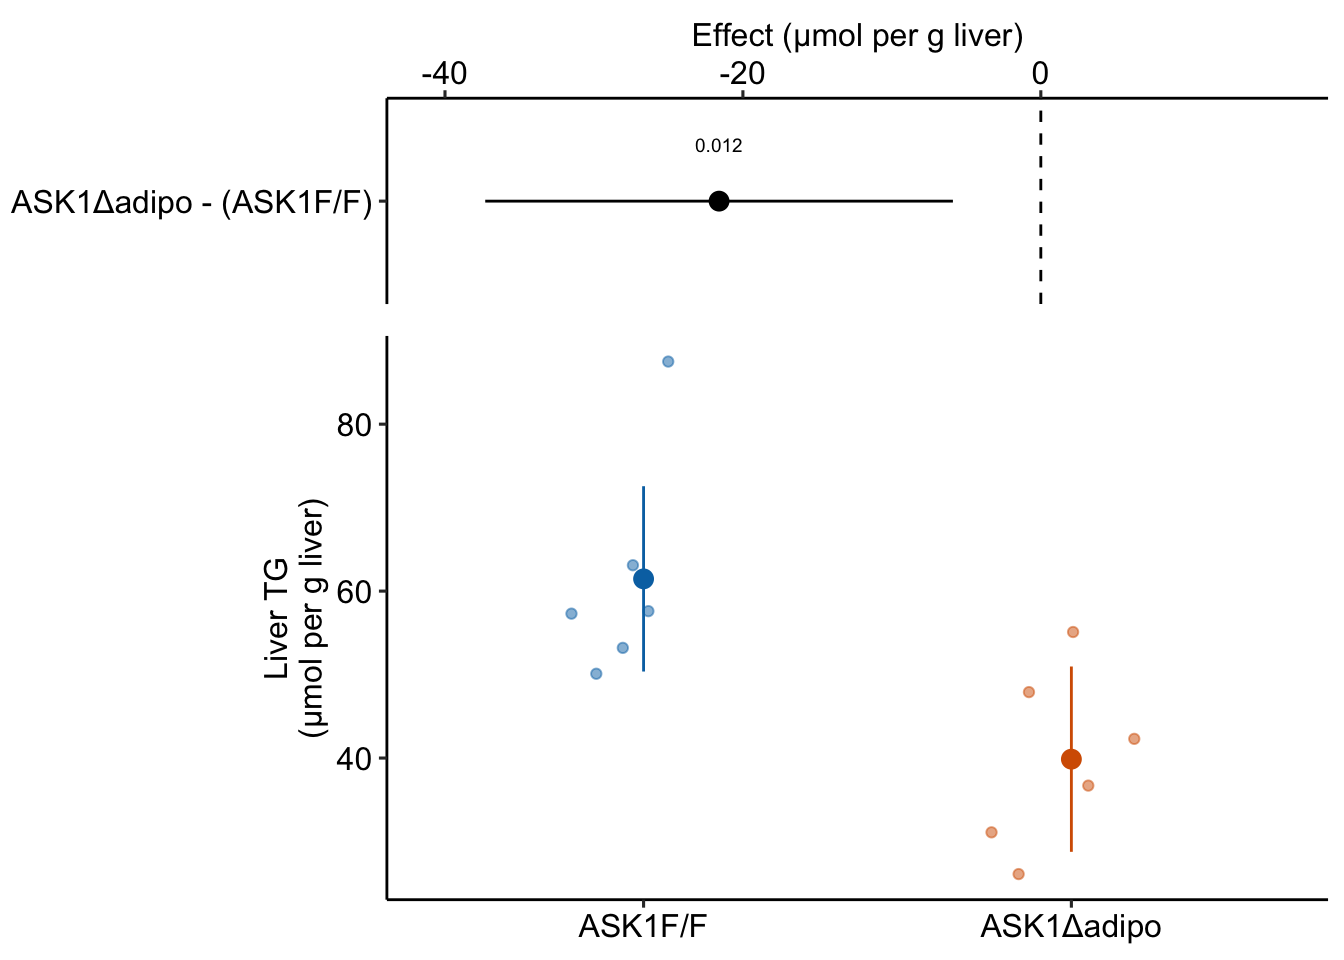 Effect (μmol per g liver)
-40 -20 0
0.012
ASK1Δadipo - (ASK1F/F)
80
60
40
Liver TG
(μmol per g liver)
ASK1F/F ASK1Δadipo